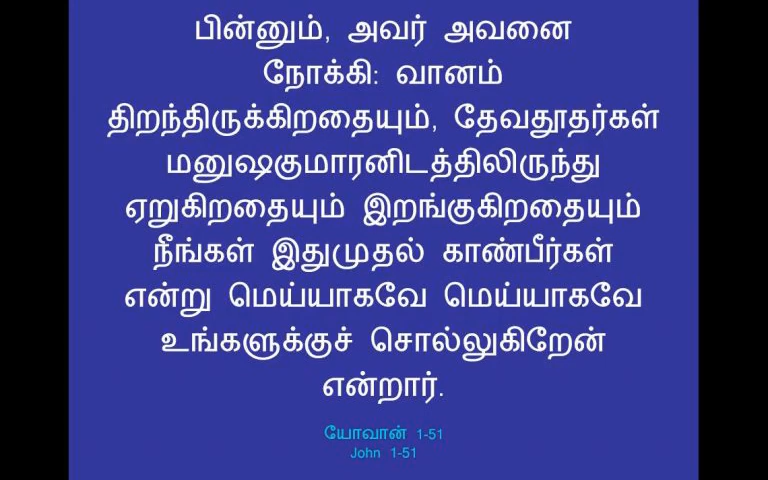 பின்னும், அவர் அவனை
நோக்கி: வானம்
திறந்திருக்கிறதையும், தேவதூதர்கள்
மனுஷகுமாரனிடத்திலிருந்து
ஏறுகிறதையும் இறங்குகிறதையும்
நீங்கள் இதுமுதல் காண்பீர்கள்
என்று மெய்யாகவே மெய்யாகவே
உங்களுக்குச் சொல்லுகிறேன்
என்றார்.
யோவான் 1-51
John 1-51